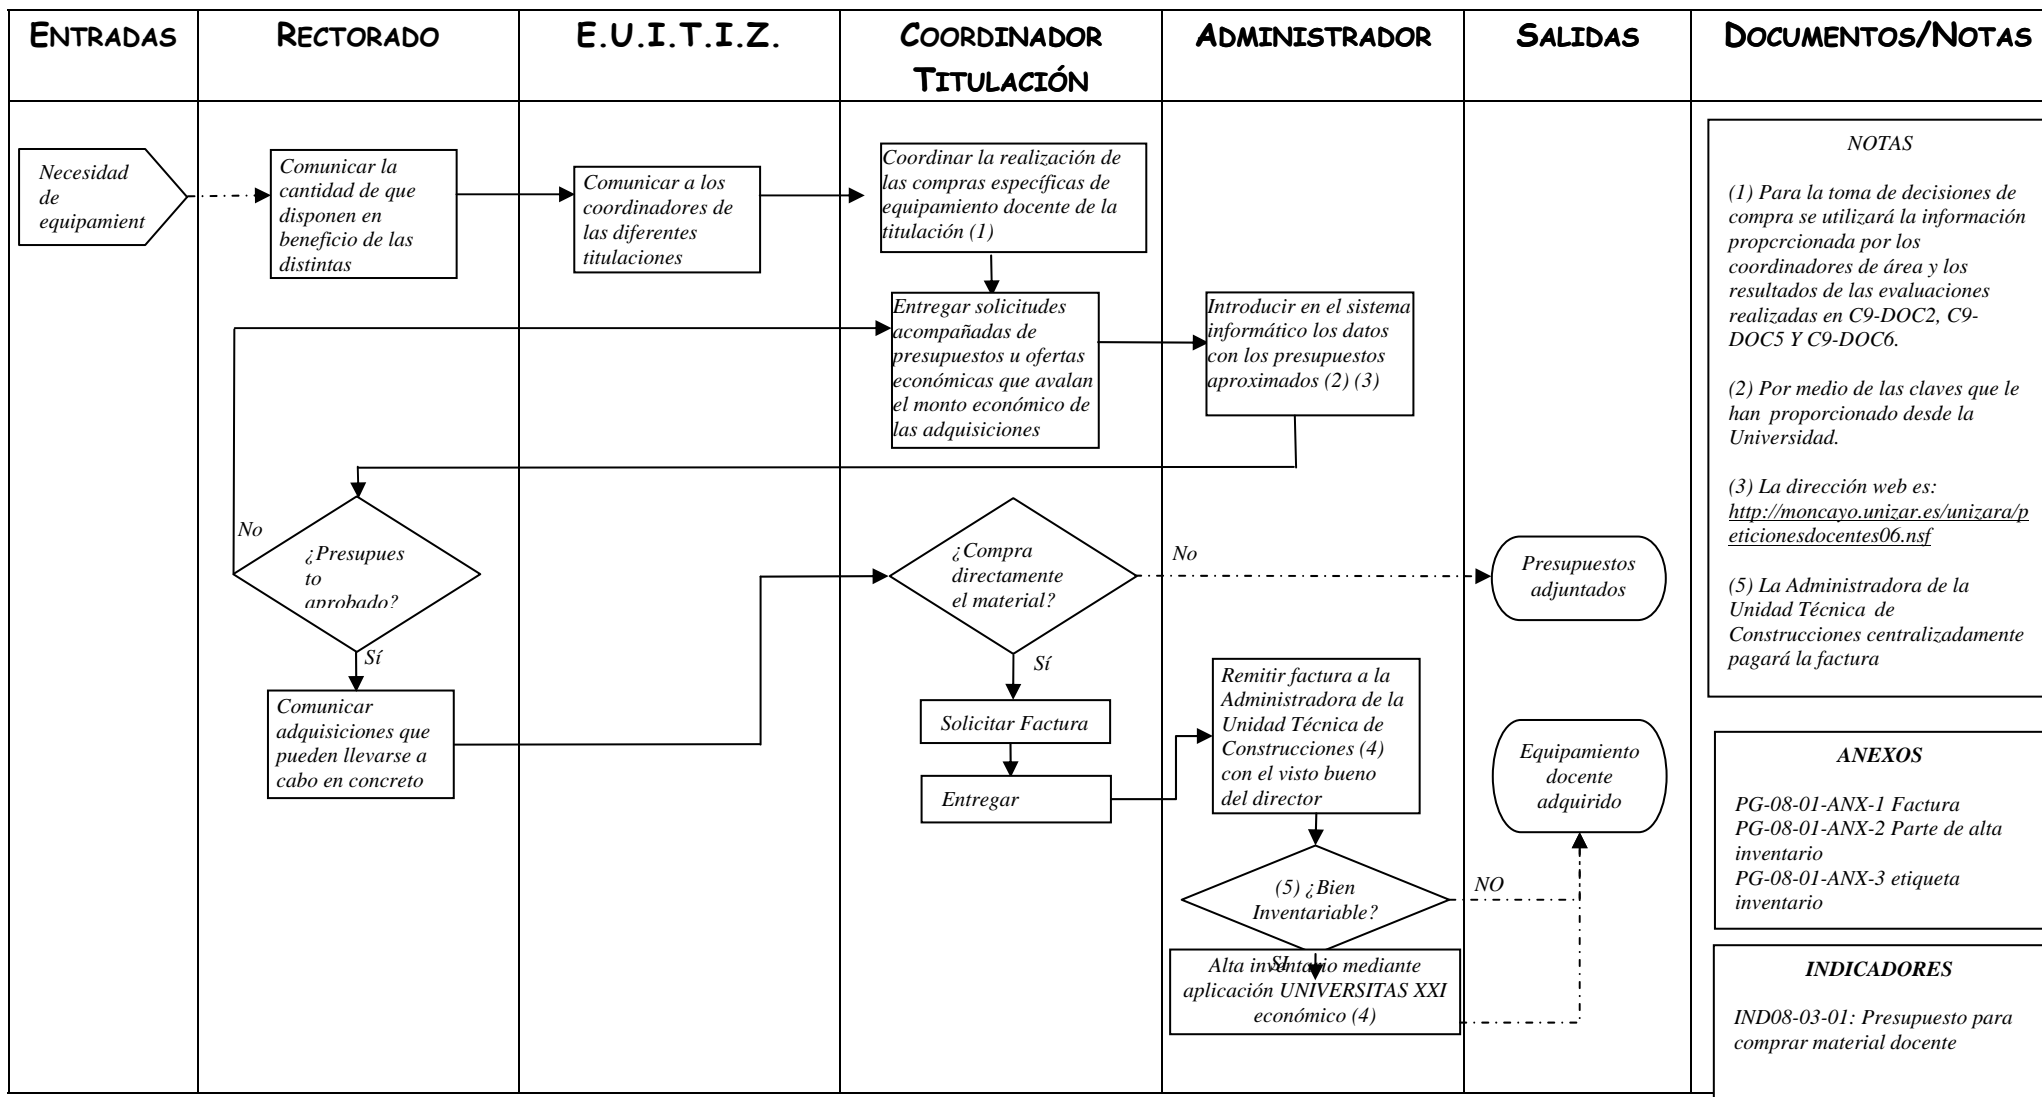 ENTRADAS
RECTORADO
E.U.I.T.I.Z.
COORDINADOR
TITULACIÓN
ADMINISTRADOR
SALIDAS
DOCUMENTOS/NOTAS
Necesidad
de
equipamient
Comunicar la
cantidad de que
disponen en
beneficio de las
distintas
Comunicar a los
coordinadores de
las diferentes
titulaciones
Coordinar la realización de
las compras específicas de
equipamiento docente de la
titulación (1)
Entregar solicitudes
acompañadas de
presupuestos u ofertas
económicas que avalan
el monto económico de
las adquisiciones
Introducir en el sistema
informático los datos
con los presupuestos
aproximados (2) (3)
No
¿Presupues
to
aprobado?
Sí
Comunicar
adquisiciones que
pueden llevarse a
cabo en concreto
¿Compra
directamente
el material?
No
Sí
Presupuestos
adjuntados
Solicitar Factura
Entregar
Remitir factura a la
Administradora de la
Unidad Técnica de
Construcciones (4)
con el visto bueno
del director
Equipamiento
docente
adquirido
(5) ¿Bien
Inventariable?
NO
SI
Alta inventario mediante
aplicación UNIVERSITAS XXI
económico (4)
NOTAS
(1) Para la toma de decisiones de
compra se utilizará la información
propcrcionada por los
coordinadores de área y los
resultados de las evaluaciones
realizadas en C9-DOC2, C9-
DOC5 Y C9-DOC6.
(2) Por medio de las claves que le
han proporcionado desde la
Universidad.
(3) La dirección web es:
http://moncayo.unizar.es/unizara/p
eticionesdocentes06.nsf
(5) La Administradora de la
Unidad Técnica de
Construcciones centralizadamente
pagará la factura
ANEXOS
PG-08-01-ANX-1 Factura
PG-08-01-ANX-2 Parte de alta
inventario
PG-08-01-ANX-3 etiqueta
inventario
INDICADORES
IND08-03-01: Presupuesto para
comprar material docente